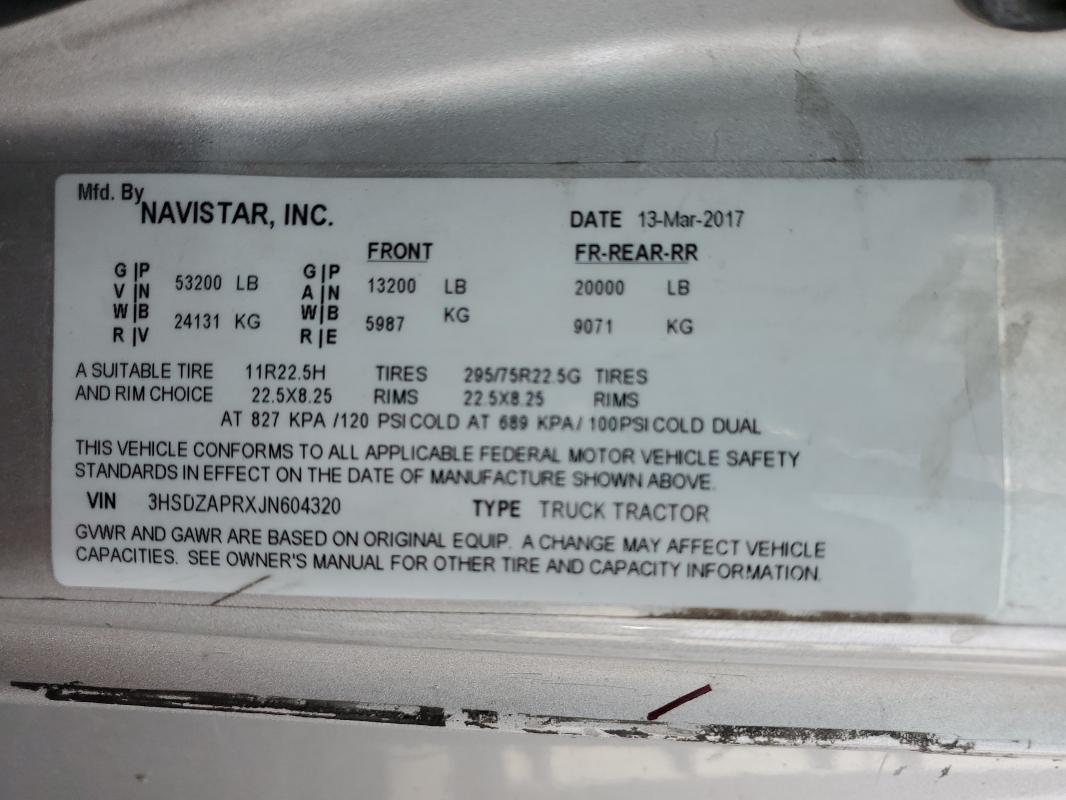 Mfd. By
NAVISTAR, INC. DATE 13-Mar-2017
FRONT FR-REAR-RR
G|P 53200 LB G|P 13200 LB 20000 LB
V|N A|N
W|B 24131 KG W|B 5987 KG 9071 KG
R|V R|E
A SUITABLE TIRE 11R22.5H TIRES 295/75R22.5G TIRES
AND RIM CHOICE 22.5X8.25 RIMS 22.5X8.25 RIMS
AT 827 KPA /120 PSI COLD AT 689 KPA/ 100PSI COLD DUAL
THIS VEHICLE CONFORMS TO ALL APPLICABLE FEDERAL MOTOR VEHICLE SAFETY
STANDARDS IN EFFECT ON THE DATE OF MANUFACTURE SHOWN ABOVE.
VIN 3HSDZAPRXJN604320 TYPE TRUCK TRACTOR
GVWR AND GAWR ARE BASED ON ORIGINAL EQUIP. A CHANGE MAY AFFECT VEHICLE
CAPACITIES. SEE OWNER'S MANUAL FOR OTHER TIRE AND CAPACITY INFORMATION.